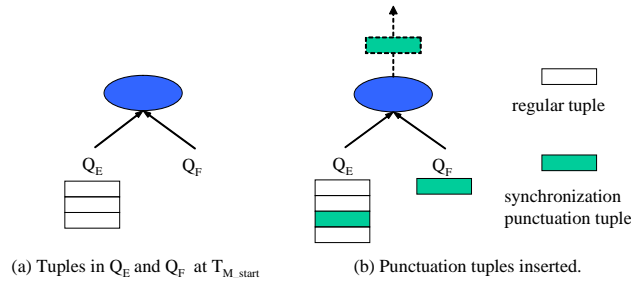 regular tuple
Q_E Q_F Q_E Q_F
synchronization
punctuation tuple
(a) Tuples in Q_E and Q_F at T_M_start (b) Punctuation tuples inserted.